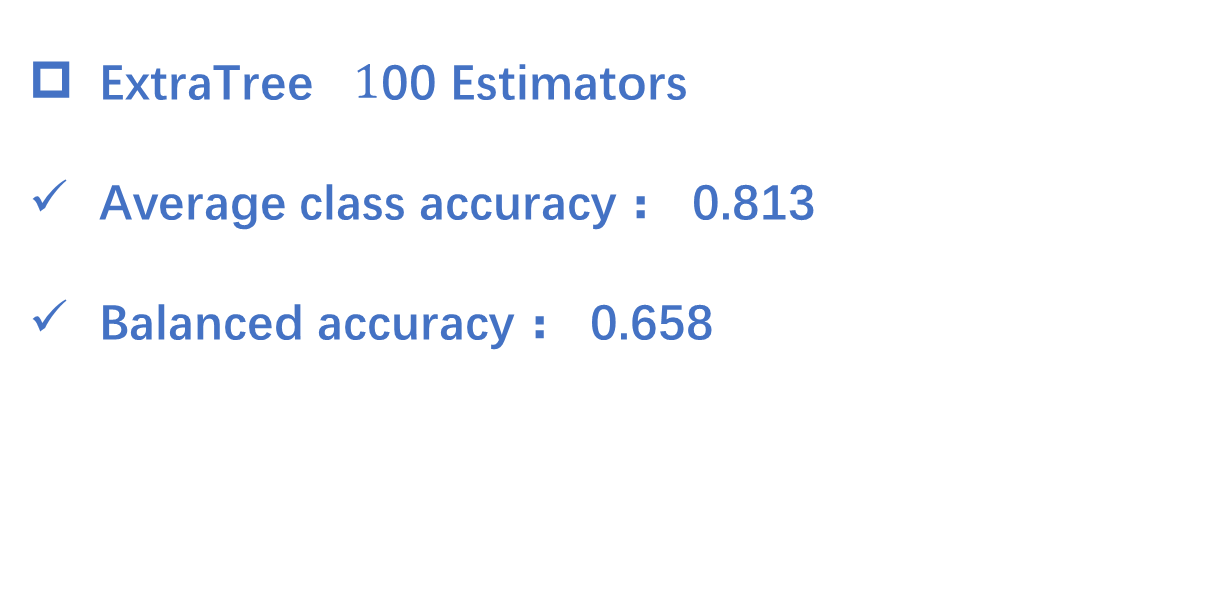 ExtraTree 100 Estimators
Average class accuracy： 0.813
Balanced accuracy： 0.658